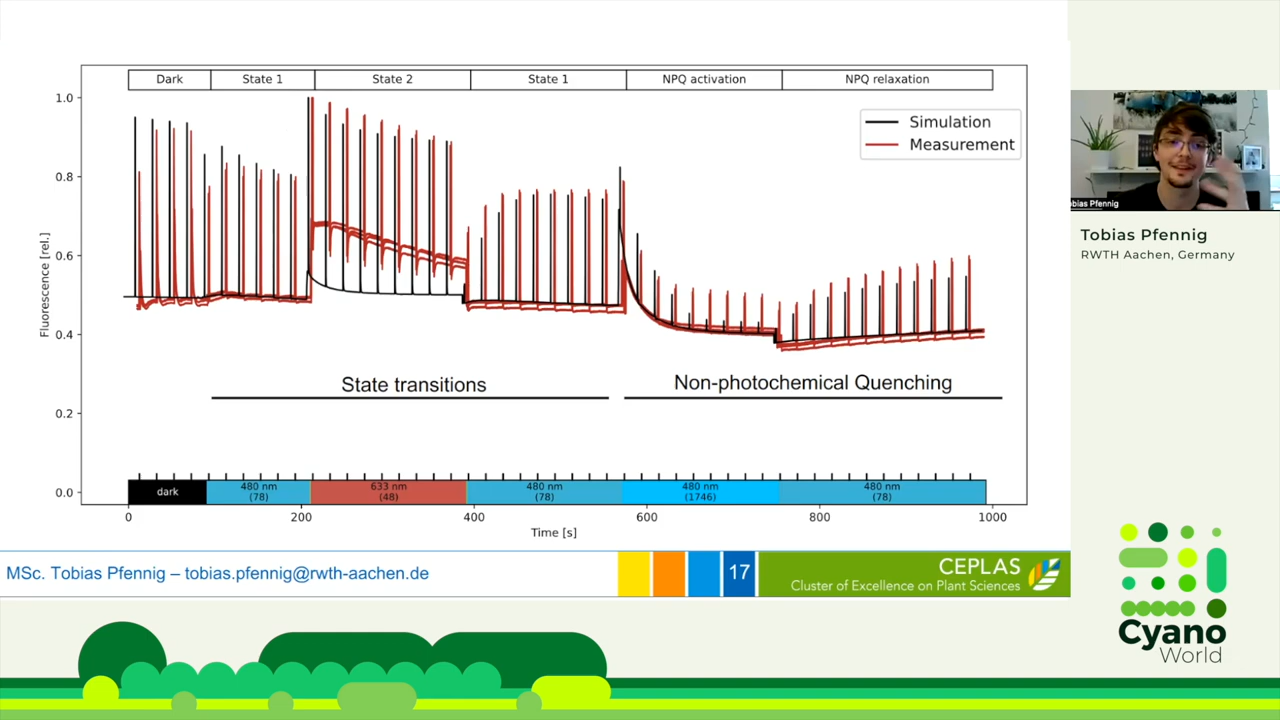 Dark State 1 State 2 State 1 NPQ activation NPQ relaxation
1.0
0.8
0.6
0.4
0.2
0.0
Fluorescence [rel.]
Simulation
Measurement
State transitions
Non-photochemical Quenching
dark
480 nm
(78)
633 nm
(48)
480 nm
(78)
480 nm
(1746)
480 nm
(78)
0 200 400 600 800 1000
Time [s]
MSc. Tobias Pfennig – tobias.pfennig@rwth-aachen.de
17
CEPLAS
Cluster of Excellence on Plant Sciences
obias Pfennig
Tobias Pfennig
RWTH Aachen, Germany
Cyano
World